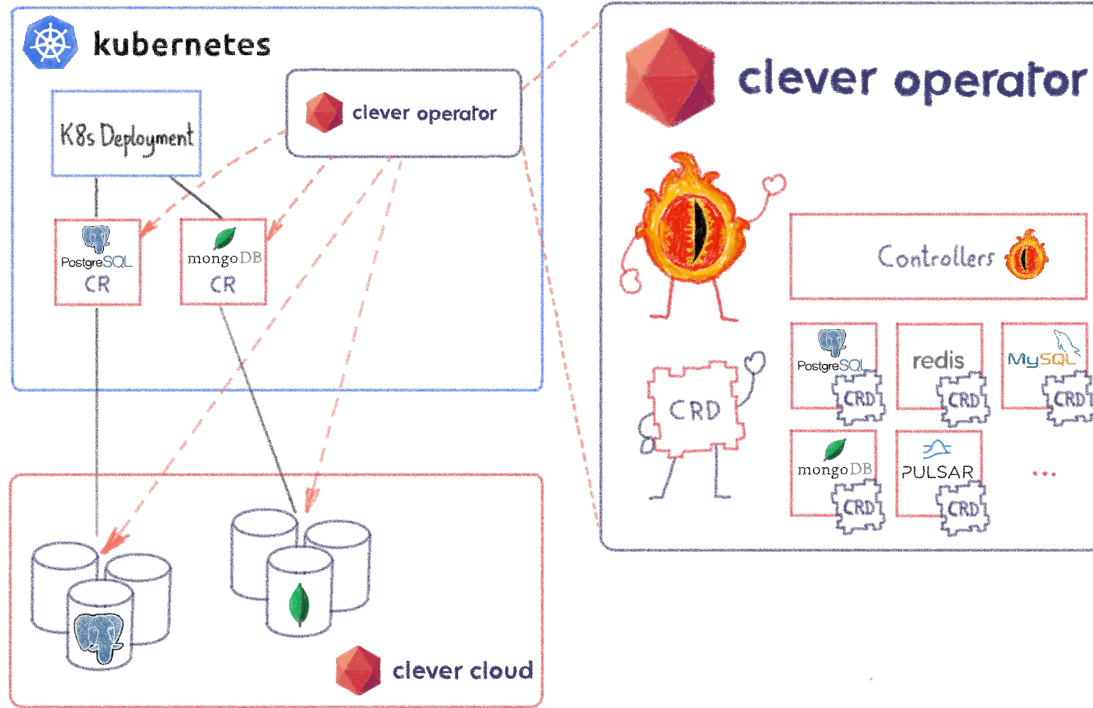 kubernetes
clever operator
K8s Deployment
PostgreSQL
CR
mongoDB
CR
clever cloud
clever operator
Controllers
CRD
PostgreSQL
CRD
redis
CRD
MySQL
CRD
mongoDB
CRD
PULSAR
CRD
...